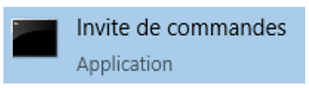 Invite de commandes
Application